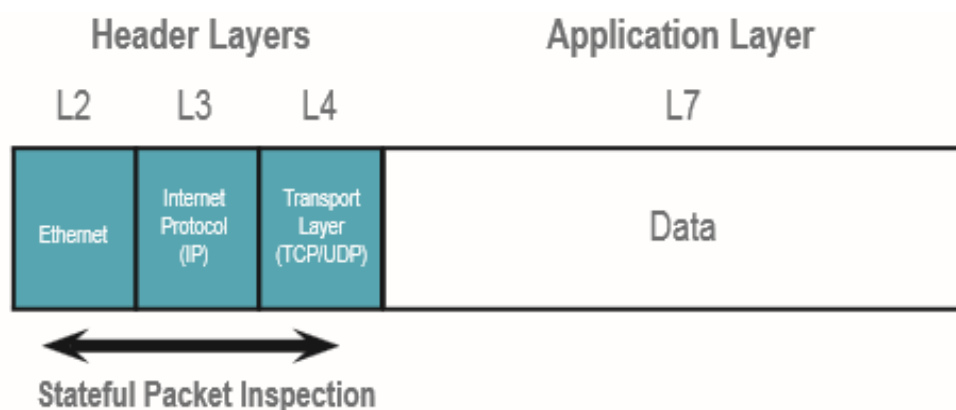 Header Layers Application Layer
L2 L3 L4 L7
Ethernet
Internet
Protocol
(IP)
Transport
Layer
(TCP/UDP)
Data
Stateful Packet Inspection